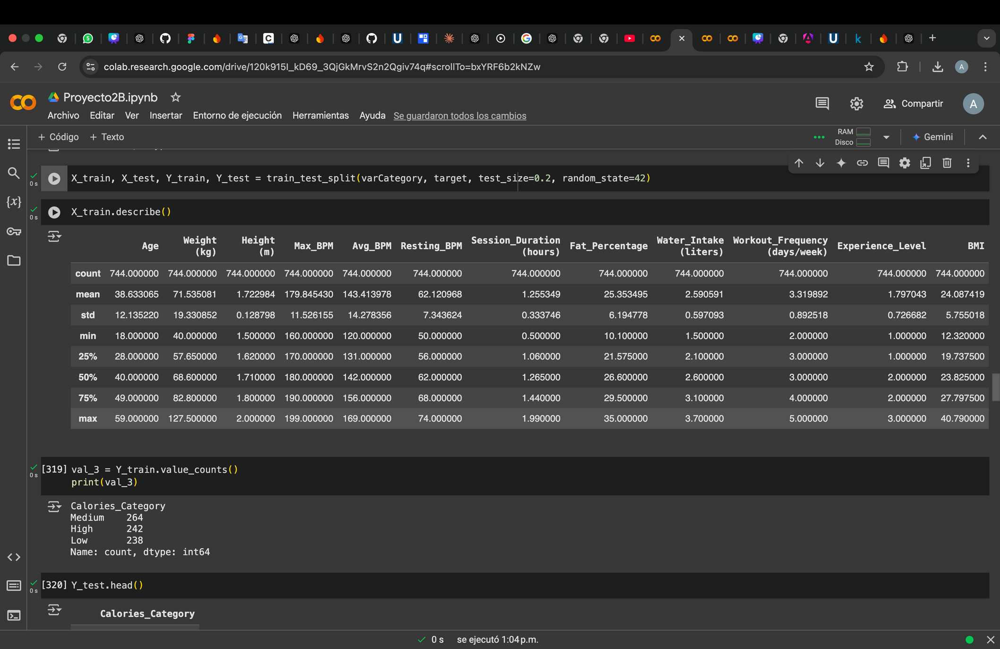 5
colab.research.google.com/drive/120k915I_kD69_3QjGkMrvS2n2Qgiv74q#scrollTo=bxYRF6b2kNZw
A
Proyecto2B.ipynb
Archivo Editar Ver Insertar Entorno de ejecución Herramientas Ayuda Se guardaron todos los cambios
Compartir
A
+ Código + Texto
RAM
Disco
Gemini
0 s
X_train, X_test, Y_train, Y_test = train_test_split(varCategory, target, test_size=0.2, random_state=42)
0 s
X_train.describe()
Age Weight (kg) Height (m) Max_BPM Avg_BPM Resting_BPM Session_Duration (hours) Fat_Percentage Water_Intake (liters) Workout_Frequency (days/week) Experience_Level BMI
count 744.000000 744.000000 744.000000 744.000000 744.000000 744.000000 744.000000 744.000000 744.000000 744.000000 744.000000 744.000000
mean 38.633065 71.535081 1.722984 179.845430 143.413978 62.120968 1.255349 25.353495 2.590591 3.319892 1.797043 24.087419
std 12.135220 19.330852 0.128798 11.526155 14.278356 7.343624 0.333746 6.194778 0.597093 0.892518 0.726682 5.755018
min 18.000000 40.000000 1.500000 160.000000 120.000000 50.000000 0.500000 10.100000 1.500000 2.000000 1.000000 12.320000
25% 28.000000 57.650000 1.620000 170.000000 131.000000 56.000000 1.060000 21.575000 2.100000 3.000000 1.000000 19.737500
50% 40.000000 68.600000 1.710000 180.000000 142.000000 62.000000 1.265000 26.600000 2.600000 3.000000 2.000000 23.825000
75% 49.000000 82.800000 1.800000 190.000000 156.000000 68.000000 1.440000 29.500000 3.100000 4.000000 2.000000 27.797500
max 59.000000 127.500000 2.000000 199.000000 169.000000 74.000000 1.990000 35.000000 3.700000 5.000000 3.000000 40.790000
0 s
[319] val_3 = Y_train.value_counts()
print(val_3)
Calories_Category
Medium 264
High 242
Low 238
Name: count, dtype: int64
0 s
[320] Y_test.head()
Calories_Category
0 s se ejecutó 1:04 p.m.